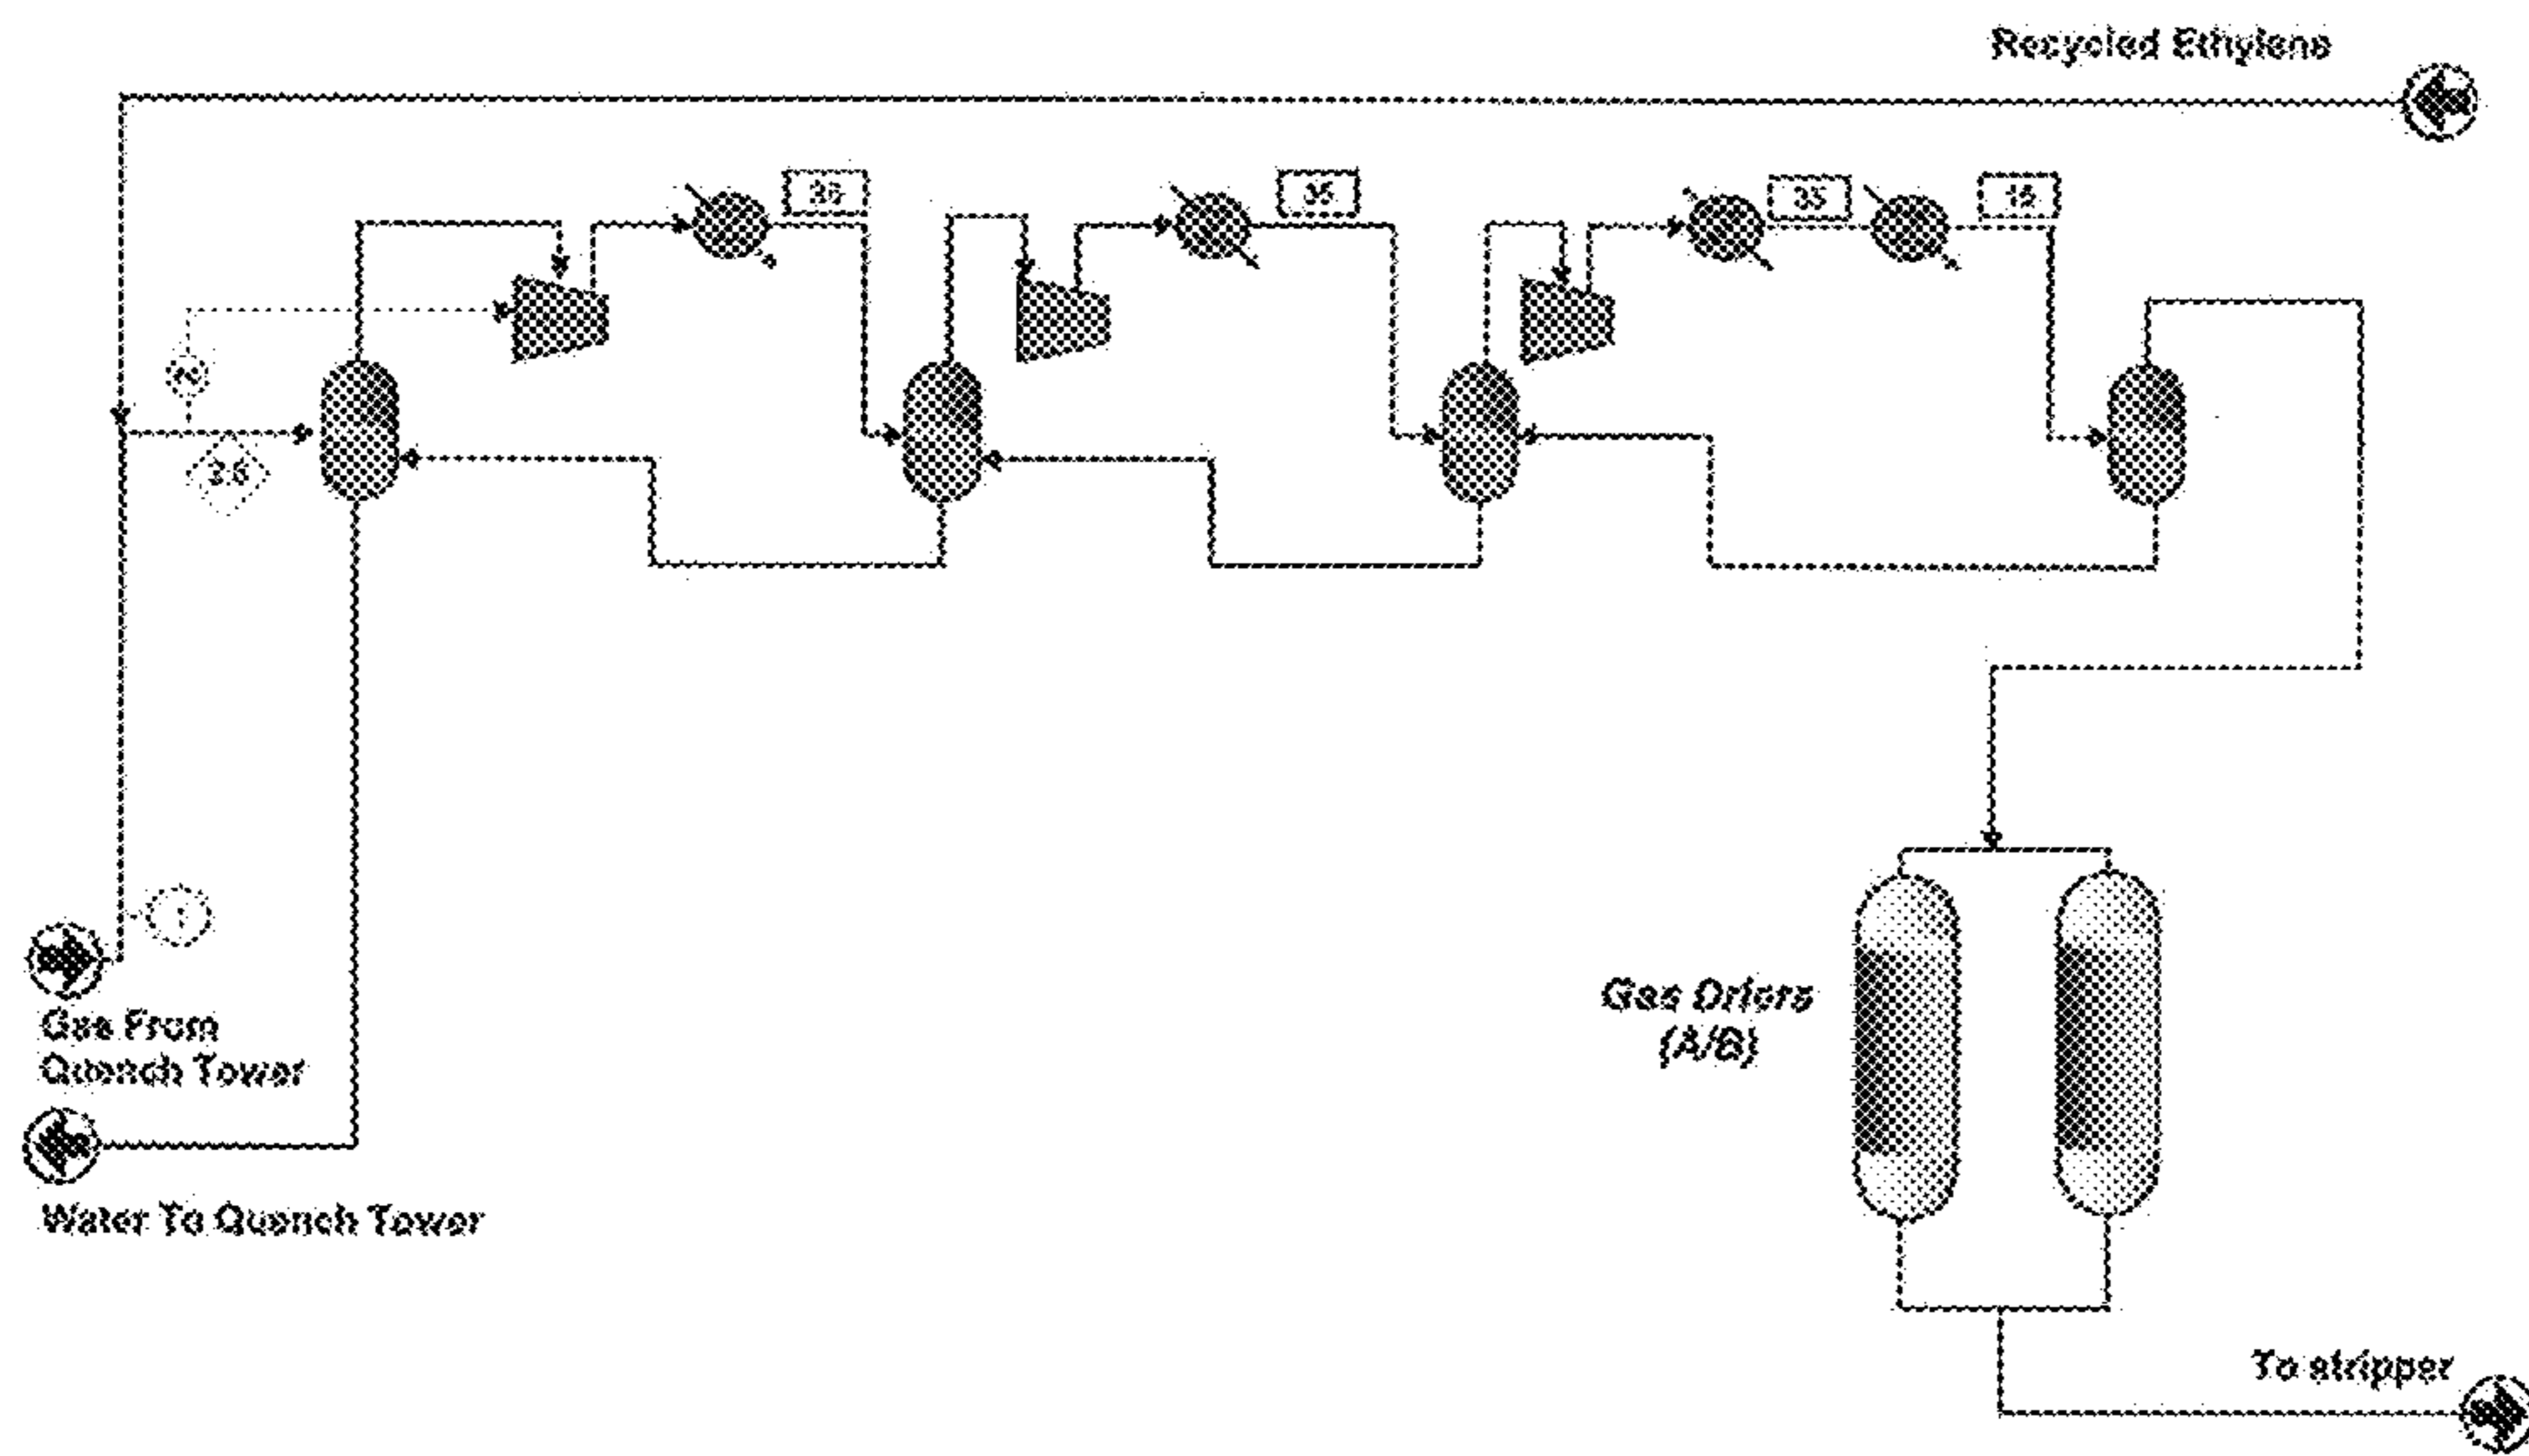 Recycled Ethylene
35
35
15
2
3.5
1
Gas From
Quench Tower
Water To Quench Tower
Gas Driers
(A/B)
To stripper